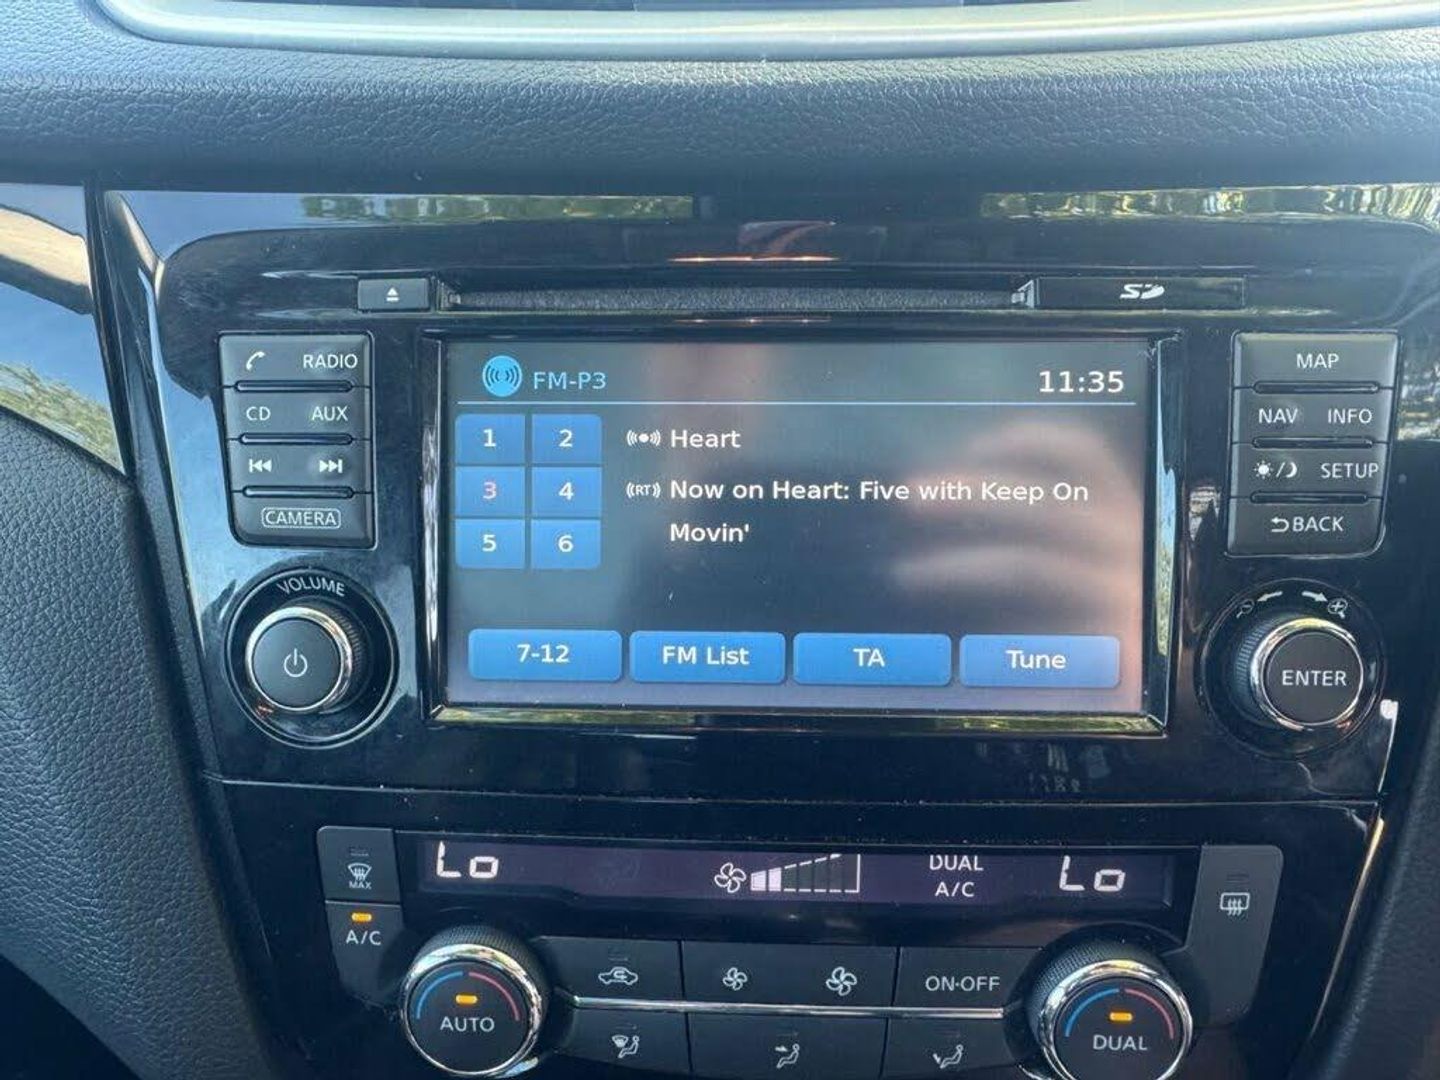 SD
RADIO
CD AUX
CAMERA
VOLUME
FM-P3 11:35
1 2 Heart
3 4 ((RT)) Now on Heart: Five with Keep On
Movin'
5 6
7-12 FM List TA Tune
MAP
NAV INFO
SETUP
BACK
ENTER
Lo DUAL Lo
A/C
MAX
A/C
AUTO
ON·OFF
DUAL